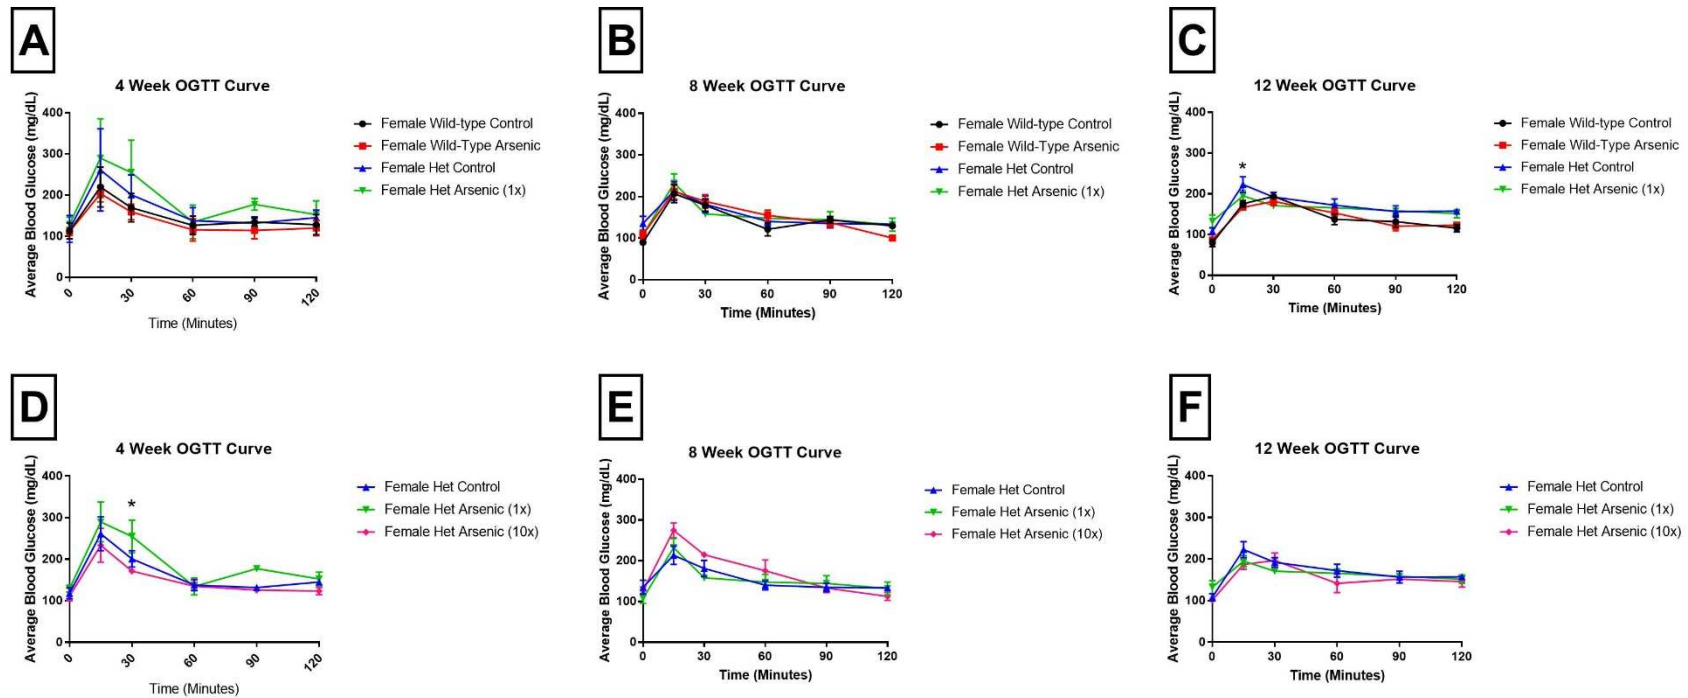 A
4 Week OGTT Curve
Average Blood Glucose (mg/dL)
400
300
200
100
0
0 30 60 90 120
Time (Minutes)
Female Wild-type Control
Female Wild-Type Arsenic
Female Het Control
Female Het Arsenic (1x)
B
8 Week OGTT Curve
Average Blood Glucose (mg/dL)
400
300
200
100
0
0 30 60 90 120
Time (Minutes)
Female Wild-type Control
Female Wild-Type Arsenic
Female Het Control
Female Het Arsenic (1x)
C
12 Week OGTT Curve
Average Blood Glucose (mg/dL)
400
300
200
100
0
*
0 30 60 90 120
Time (Minutes)
Female Wild-type Control
Female Wild-Type Arsenic
Female Het Control
Female Het Arsenic (1x)
D
4 Week OGTT Curve
Average Blood Glucose (mg/dL)
400
300
200
100
0
*
0 30 60 90 120
Time (Minutes)
Female Het Control
Female Het Arsenic (1x)
Female Het Arsenic (10x)
E
8 Week OGTT Curve
Average Blood Glucose (mg/dL)
400
300
200
100
0
0 30 60 90 120
Time (Minutes)
Female Het Control
Female Het Arsenic (1x)
Female Het Arsenic (10x)
F
12 Week OGTT Curve
Average Blood Glucose (mg/dL)
400
300
200
100
0
0 30 60 90 120
Time (Minutes)
Female Het Control
Female Het Arsenic (1x)
Female Het Arsenic (10x)